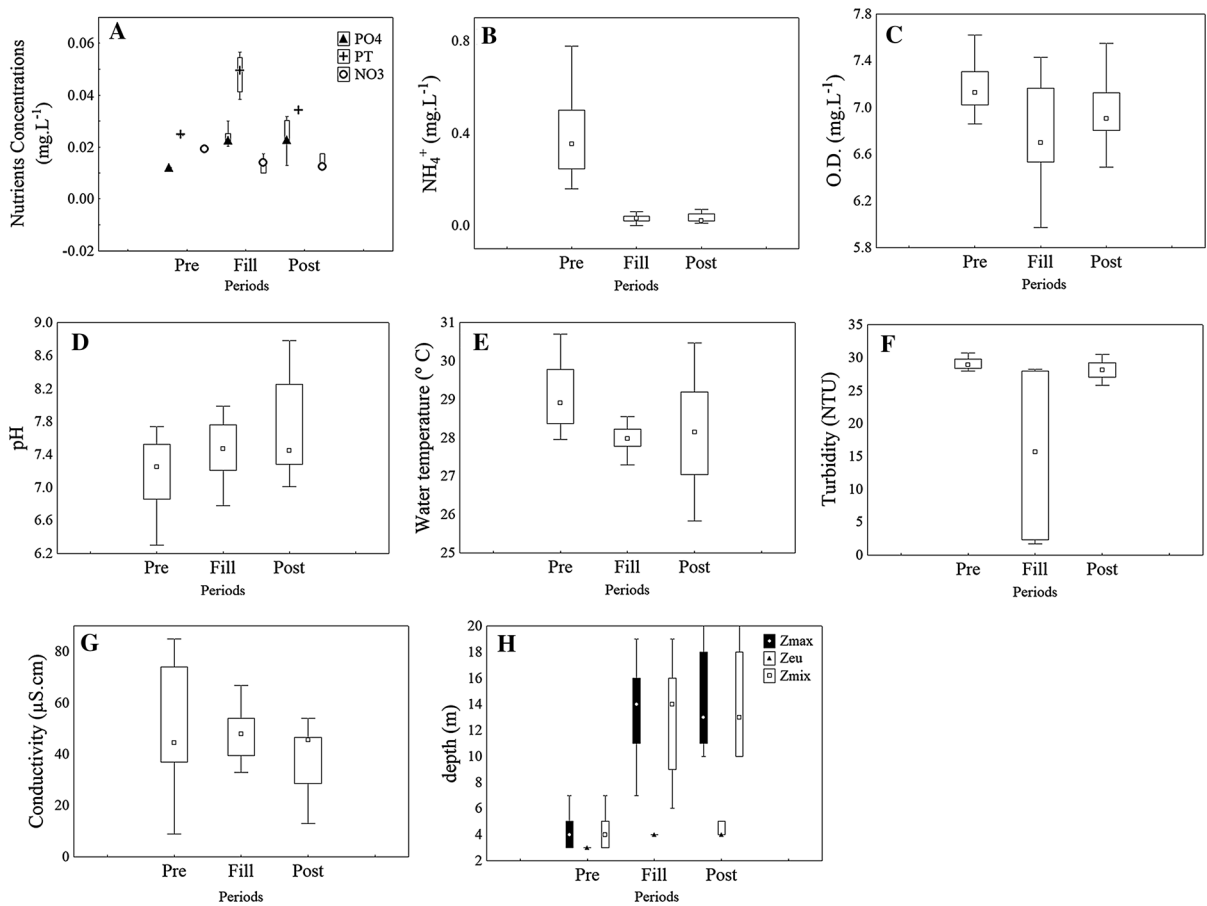 A
PO4
PT
NO3
Nutrients Concentrations
(mg.L⁻¹)
0.06
0.04
0.02
0.00
-0.02
Pre Fill Post
Periods
B
NH₄⁺ (mg.L⁻¹)
0.8
0.4
0.0
Pre Fill Post
Periods
C
O.D. (mg.L⁻¹)
7.8
7.4
7.0
6.6
6.2
5.8
Pre Fill Post
Periods
D
pH
9.0
8.6
8.2
7.8
7.4
7.0
6.6
6.2
Pre Fill Post
Periods
E
Water temperature (º C)
31
30
29
28
27
26
25
Pre Fill Post
Periods
F
Turbidity (NTU)
35
30
25
20
15
10
5
0
Pre Fill Post
Periods
G
Conductivity (µS.cm)
80
60
40
20
0
Pre Fill Post
Periods
H
Zmax
Zeu
Zmix
depth (m)
20
18
16
14
12
10
8
6
4
2
Pre Fill Post
Periods